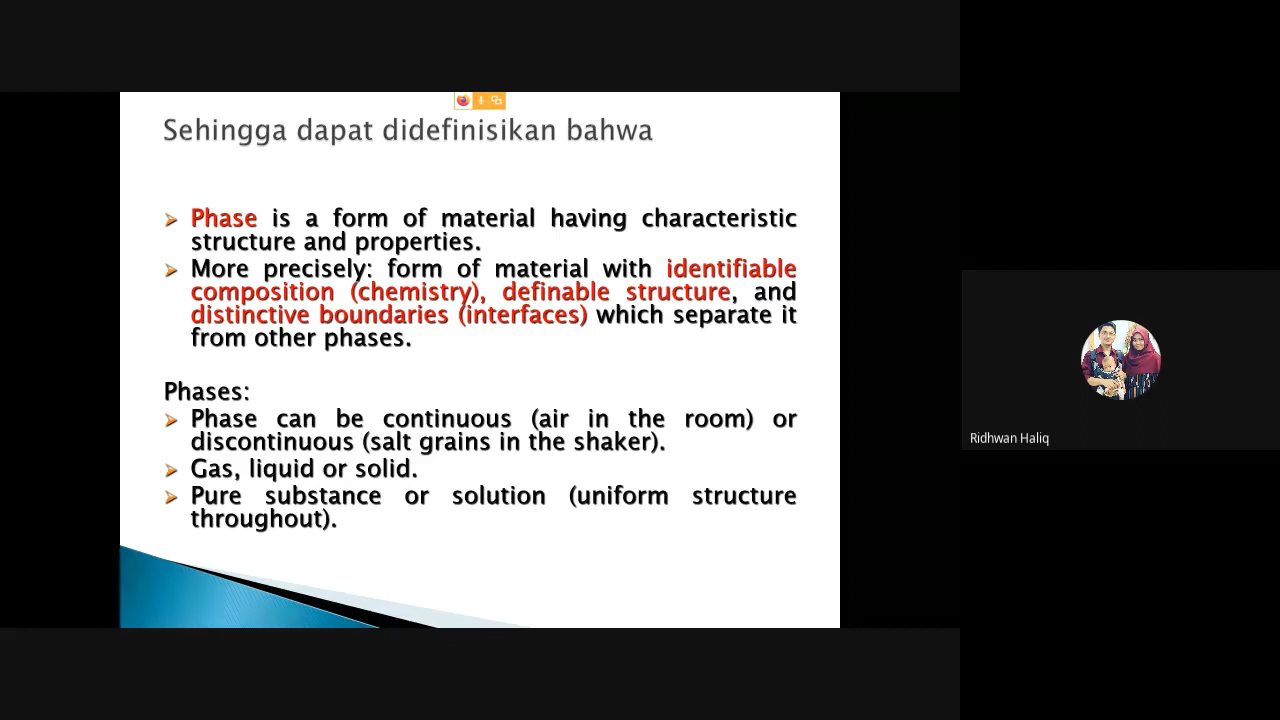 Sehingga dapat didefinisikan bahwa
Phase is a form of material having characteristic
structure and properties.
More precisely: form of material with identifiable
composition (chemistry), definable structure, and
distinctive boundaries (interfaces) which separate it
from other phases.
Phases:
Phase can be continuous (air in the room) or
discontinuous (salt grains in the shaker).
Gas, liquid or solid.
Pure substance or solution (uniform structure
throughout).
Ridhwan Haliq